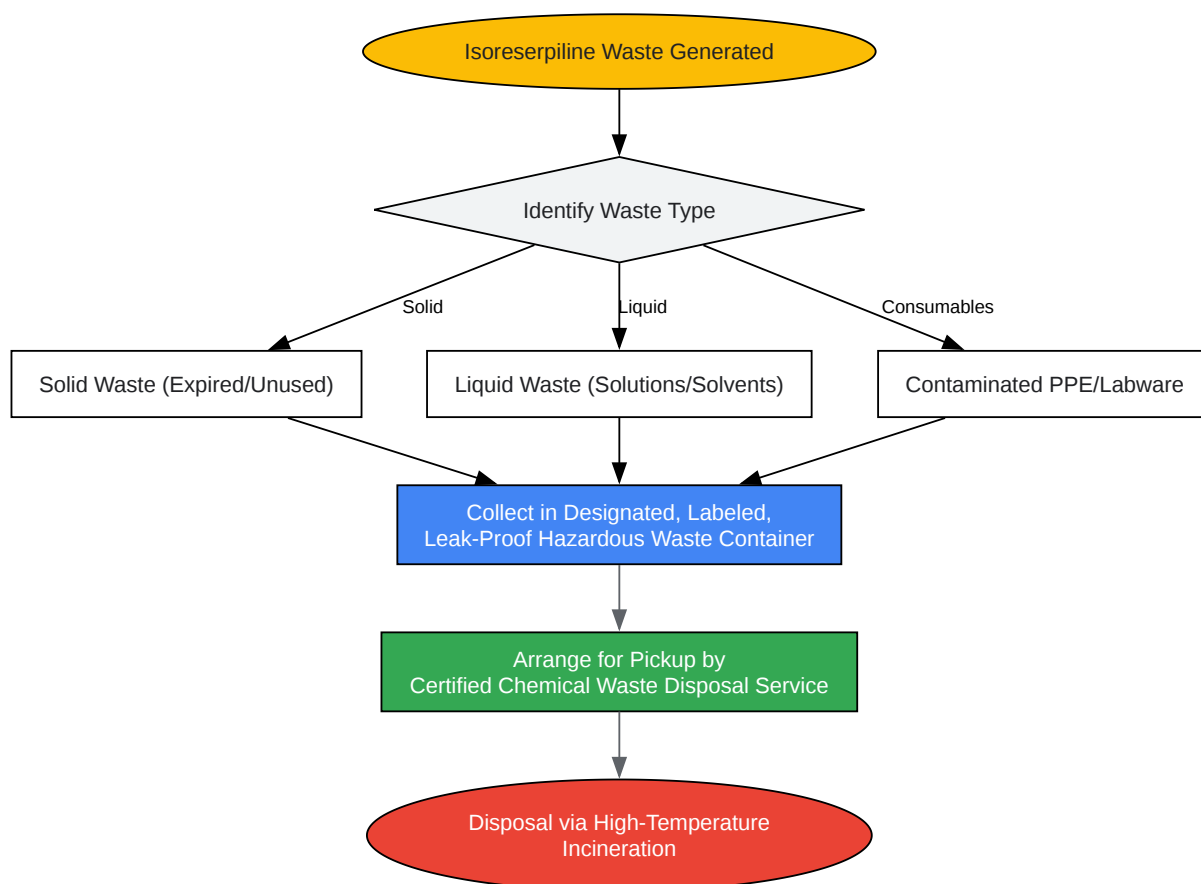 Isoreserpiline Waste Generated
Identify Waste Type
Solid
Liquid
Consumables
Solid Waste (Expired/Unused)
Liquid Waste (Solutions/Solvents)
Contaminated PPE/Labware
Collect in Designated, Labeled,
Leak-Proof Hazardous Waste Container
Arrange for Pickup by
Certified Chemical Waste Disposal Service
Disposal via High-Temperature
Incineration